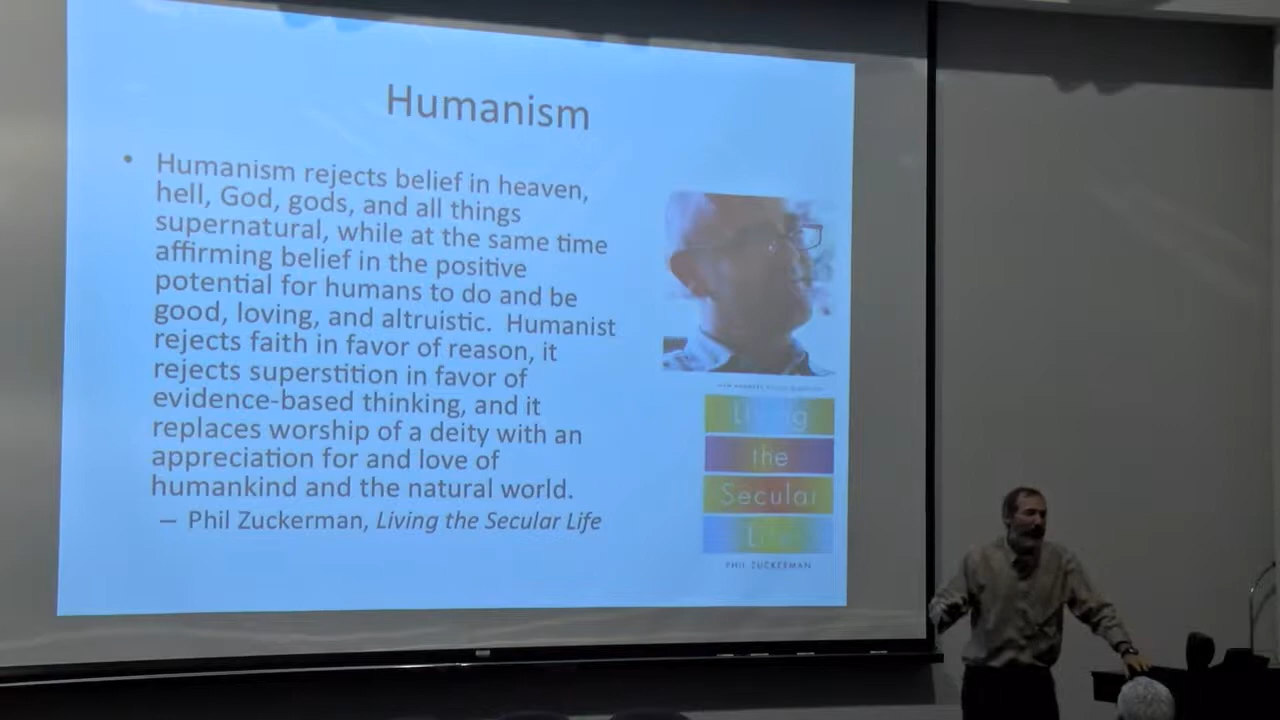 Humanism
• Humanism rejects belief in heaven,
hell, God, gods, and all things
supernatural, while at the same time
affirming belief in the positive
potential for humans to do and be
good, loving, and altruistic. Humanist
rejects faith in favor of reason, it
rejects superstition in favor of
evidence-based thinking, and it
replaces worship of a deity with an
appreciation for and love of
humankind and the natural world.
– Phil Zuckerman, Living the Secular Life
Living
the
Secular
Life
PHIL ZUCKERMAN